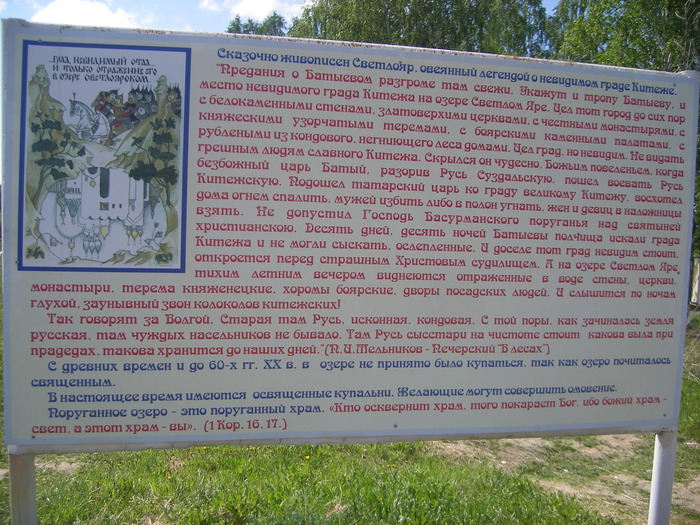 ...град невидимый стал...
и только отражение его
в озере Светлоярском.
Сказочно живописен Светлояр, овеянный легендой о невидимом граде Китеже.
"Предания о Батыевом разгроме там свежи. Укажут и тропу Батыеву, и
место невидимого града Китежа на озере Светлом Яре. Цел тот город до сих пор
с белокаменными стенами, златоверхими церквами, с честными монастырями, с
княжескими узорчатыми теремами, с боярскими каменными палатами, с
рублеными из кондового, негниющего леса домами. Цел град, но невидим. Не видать
грешным людям славного Китежа. Скрылся он чудесно, Божьим повеленьем, когда
безбожный царь Батый, разорив Русь Суздальскую, пошел воевать Русь
Китежскую. Подошел татарский царь ко граду великому Китежу, восхотел
дома огнем спалить, мужей избить либо в полон угнать, жен и девиц в наложницы
взять. Не допустил Господь Басурманского поруганья над святыней
христианскою. Десять дней, десять ночей Батыевы полчища искали града
Китежа и не могли сыскать, ослепленные. И доселе тот град невидим стоит,
откроется перед страшным Христовым судилищем. А на озере Светлом Яре,
тихим летним вечером виднеются отраженные в воде стены, церкви,
монастыри, терема княженецкие, хоромы боярские, дворы посадских людей. И слышится по ночам
глухой, заунывный звон колоколов китежских!
Так говорят за Волгой. Старая там Русь, исконная, кондовая. С той поры, как зачиналась земля
русская, там чуждых насельников не бывало. Там Русь сысстари на чистоте стоит какова была при
прадедах, такова хранится до наших дней."(П.И.Мельников - Печерский "В лесах")
С древних времен и до 60-х гг. ХХ в. в озере не принято было купаться, так как озеро почиталось
священным.
В настоящее время имеются освященные купальни. Желающие могут совершить омовение.
Поруганное озеро - это поруганный храм. «Кто осквернит храм, того покарает Бог, ибо божий храм -
свет, а этот храм - вы». (1 Кор. 16, 17.)